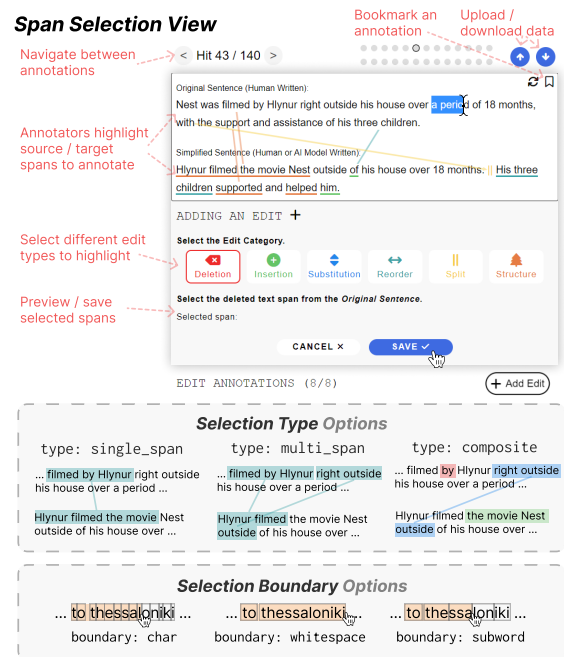 Span Selection View
Bookmark an
annotation
Upload /
download data
Navigate between
annotations
< Hit 43 / 140 >
Original Sentence (Human Written):
Nest was filmed by Hlynur right outside his house over a period of 18 months,
with the support and assistance of his three children.
Annotators highlight
source / target
spans to annotate
Simplified Sentence (Human or AI Model Written):
Hlynur filmed the movie Nest outside of his house over 18 months. || His three
children supported and helped him.
ADDING AN EDIT +
Select the Edit Category.
Select different edit
types to highlight
Deletion
Insertion
Substitution
Reorder
Split
Structure
Select the deleted text span from the Original Sentence.
Preview / save
selected spans
Selected span:
CANCEL ×
SAVE ✓
EDIT ANNOTATIONS (8/8)
+ Add Edit
Selection Type Options
type: single_span
... filmed by Hlynur right outside
his house over a period ...
Hlynur filmed the movie Nest
outside of his house over ...
type: multi_span
... filmed by Hlynur right outside
his house over a period ...
Hlynur filmed the movie Nest
outside of his house over ...
type: composite
... filmed by Hlynur right outside
his house over a period ...
Hlynur filmed the movie Nest
outside of his house over ...
Selection Boundary Options
... to thessaloniki ...
boundary: char
... to thessaloniki ...
boundary: whitespace
... to thessaloniki ...
boundary: subword